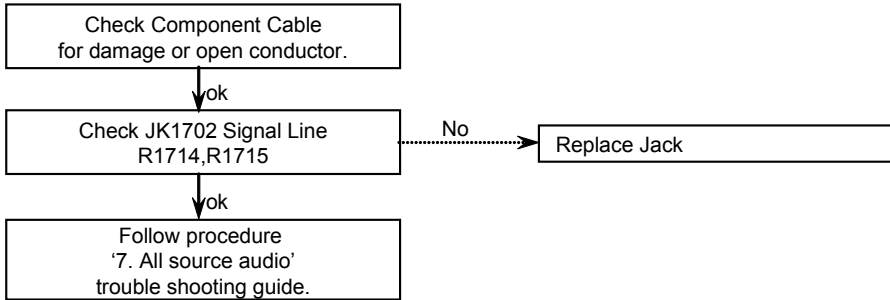 Check Component Cable
for damage or open conductor.
ok
Check JK1702 Signal Line
R1714,R1715
No
Replace Jack
ok
Follow procedure
‘7. All source audio’
trouble shooting guide.